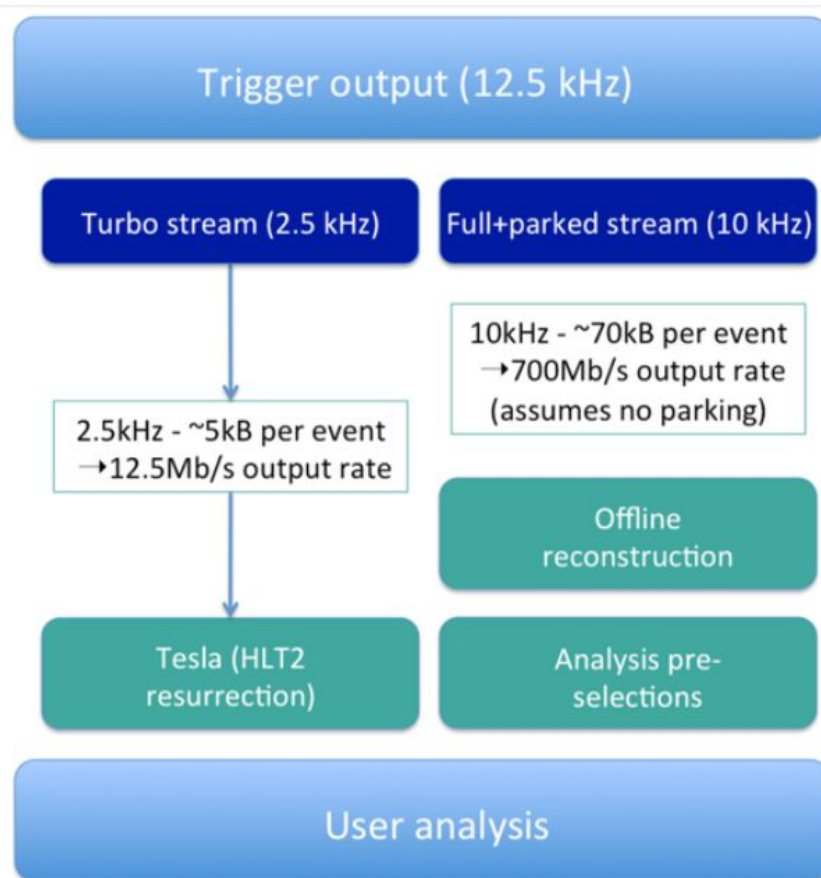 Trigger output (12.5 kHz)
Turbo stream (2.5 kHz)
Full+parked stream (10 kHz)
10kHz - ~70kB per event
→700Mb/s output rate
(assumes no parking)
2.5kHz - ~5kB per event
→12.5Mb/s output rate
Offline
reconstruction
Tesla (HLT2
resurrection)
Analysis pre-
selections
User analysis